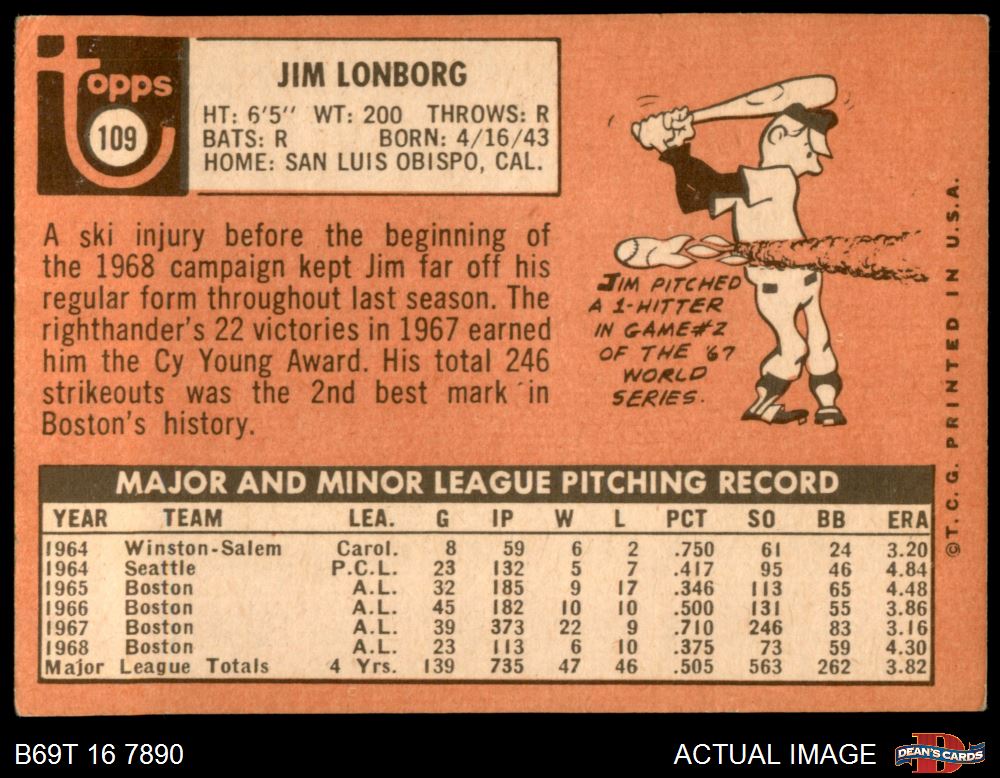 topps
109
JIM LONBORG
HT: 6'5" WT: 200 THROWS: R
BATS: R BORN: 4/16/43
HOME: SAN LUIS OBISPO, CAL.
A ski injury before the beginning of
the 1968 campaign kept Jim far off his
regular form throughout last season. The
righthander's 22 victories in 1967 earned
him the Cy Young Award. His total 246
strikeouts was the 2nd best mark in
Boston's history.
JIM PITCHED
A 1-HITTER
IN GAME #2
OF THE '67
WORLD
SERIES.
©T.C.G. PRINTED IN U.S.A.
MAJOR AND MINOR LEAGUE PITCHING RECORD
YEAR TEAM LEA. G IP W L PCT SO BB ERA
1964 Winston-Salem Carol. 8 59 6 2 .750 61 24 3.20
1964 Seattle P.C.L. 23 132 5 7 .417 95 46 4.84
1965 Boston A.L. 32 185 9 17 .346 113 65 4.48
1966 Boston A.L. 45 182 10 10 .500 131 55 3.86
1967 Boston A.L. 39 373 22 9 .710 246 83 3.16
1968 Boston A.L. 23 113 6 10 .375 73 59 4.30
Major League Totals 4 Yrs. 139 735 47 46 .505 563 262 3.82
B69T 16 7890
ACTUAL IMAGE
DEAN'S CARDS